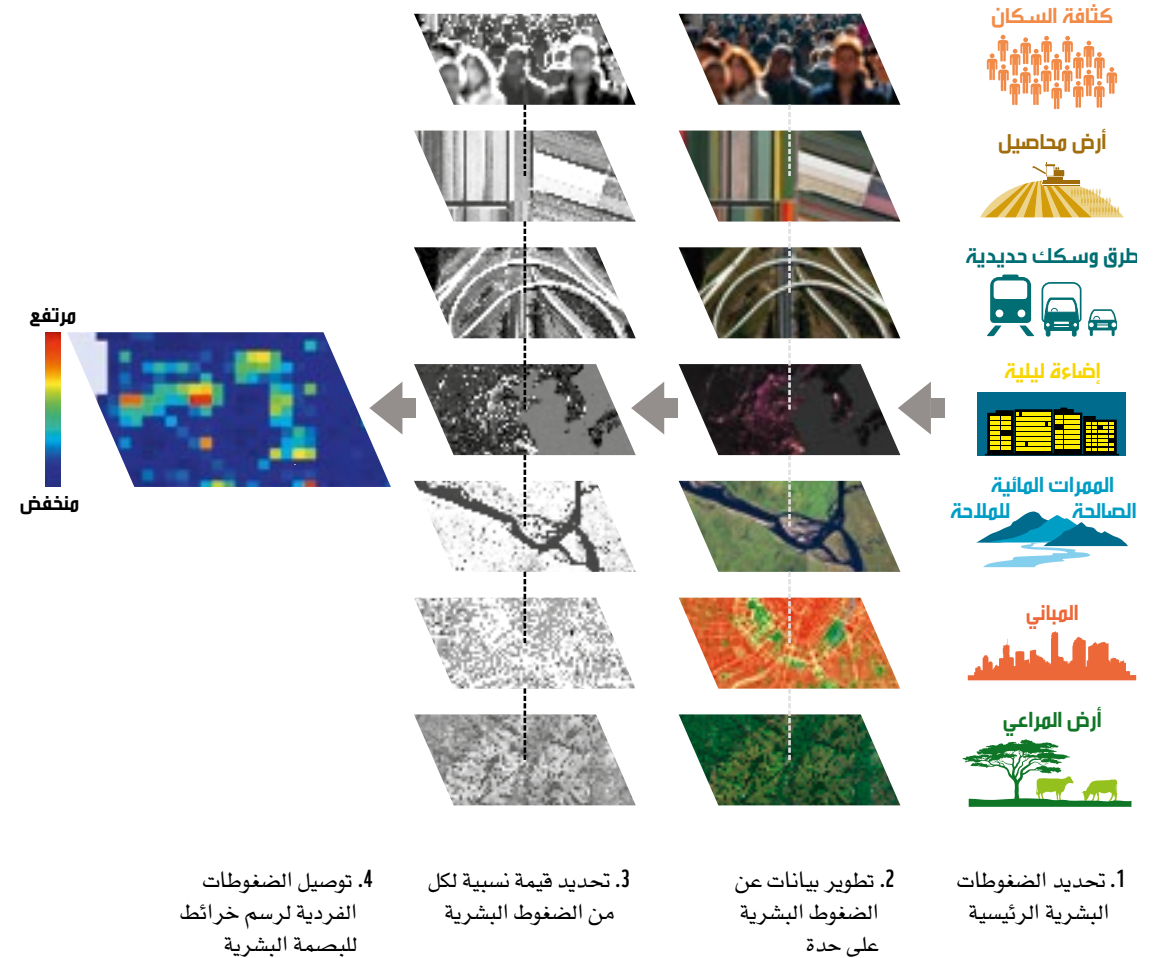 كثافة السكان
أرض محاصيل
طرق وسكك حديدية
إضاءة ليلية
الممرات المائية
الصالحة للملاحة
المباني
أرض المراعي
مرتفع
منخفض
1. تحديد الضغوطات
البشرية الرئيسية
2. تطوير بيانات عن
الضغوط البشرية
على حدة
3. تحديد قيمة نسبية لكل
من الضغوط البشرية
4. توصيل الضغوطات
الفردية لرسم خرائط
للبصمة البشرية